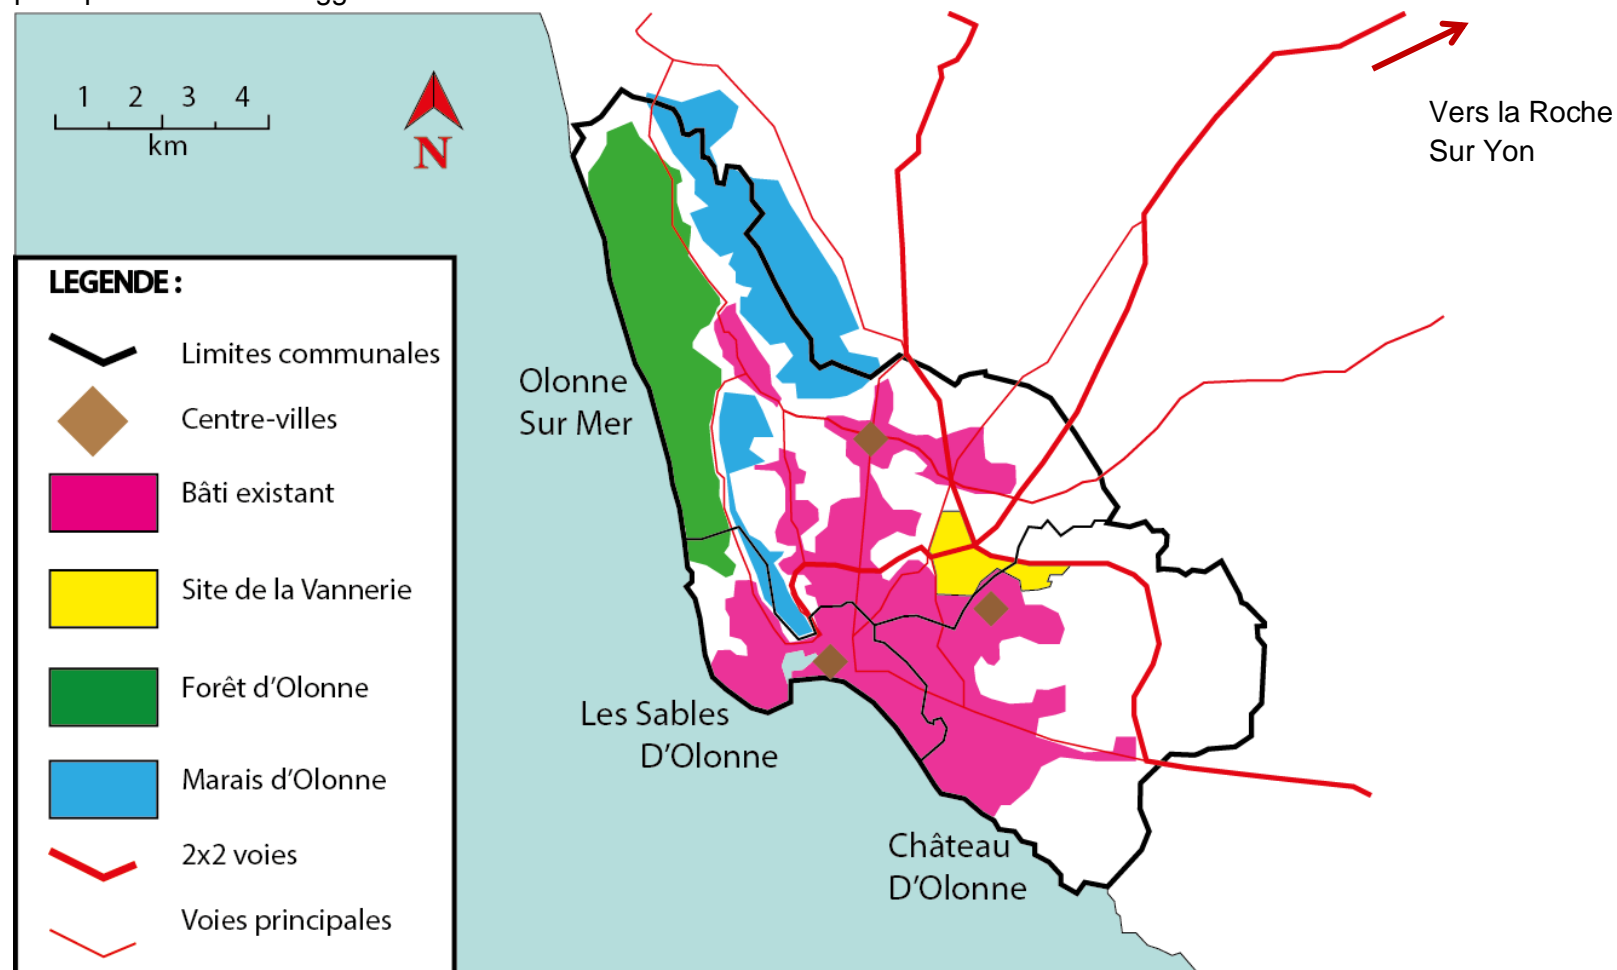 1 2 3 4
km
N
Vers la Roche
Sur Yon
LEGENDE :
Limites communales
Centre-villes
Bâti existant
Site de la Vannerie
Forêt d’Olonne
Marais d’Olonne
2x2 voies
Voies principales
Olonne
Sur Mer
Les Sables
D’Olonne
Château
D’Olonne